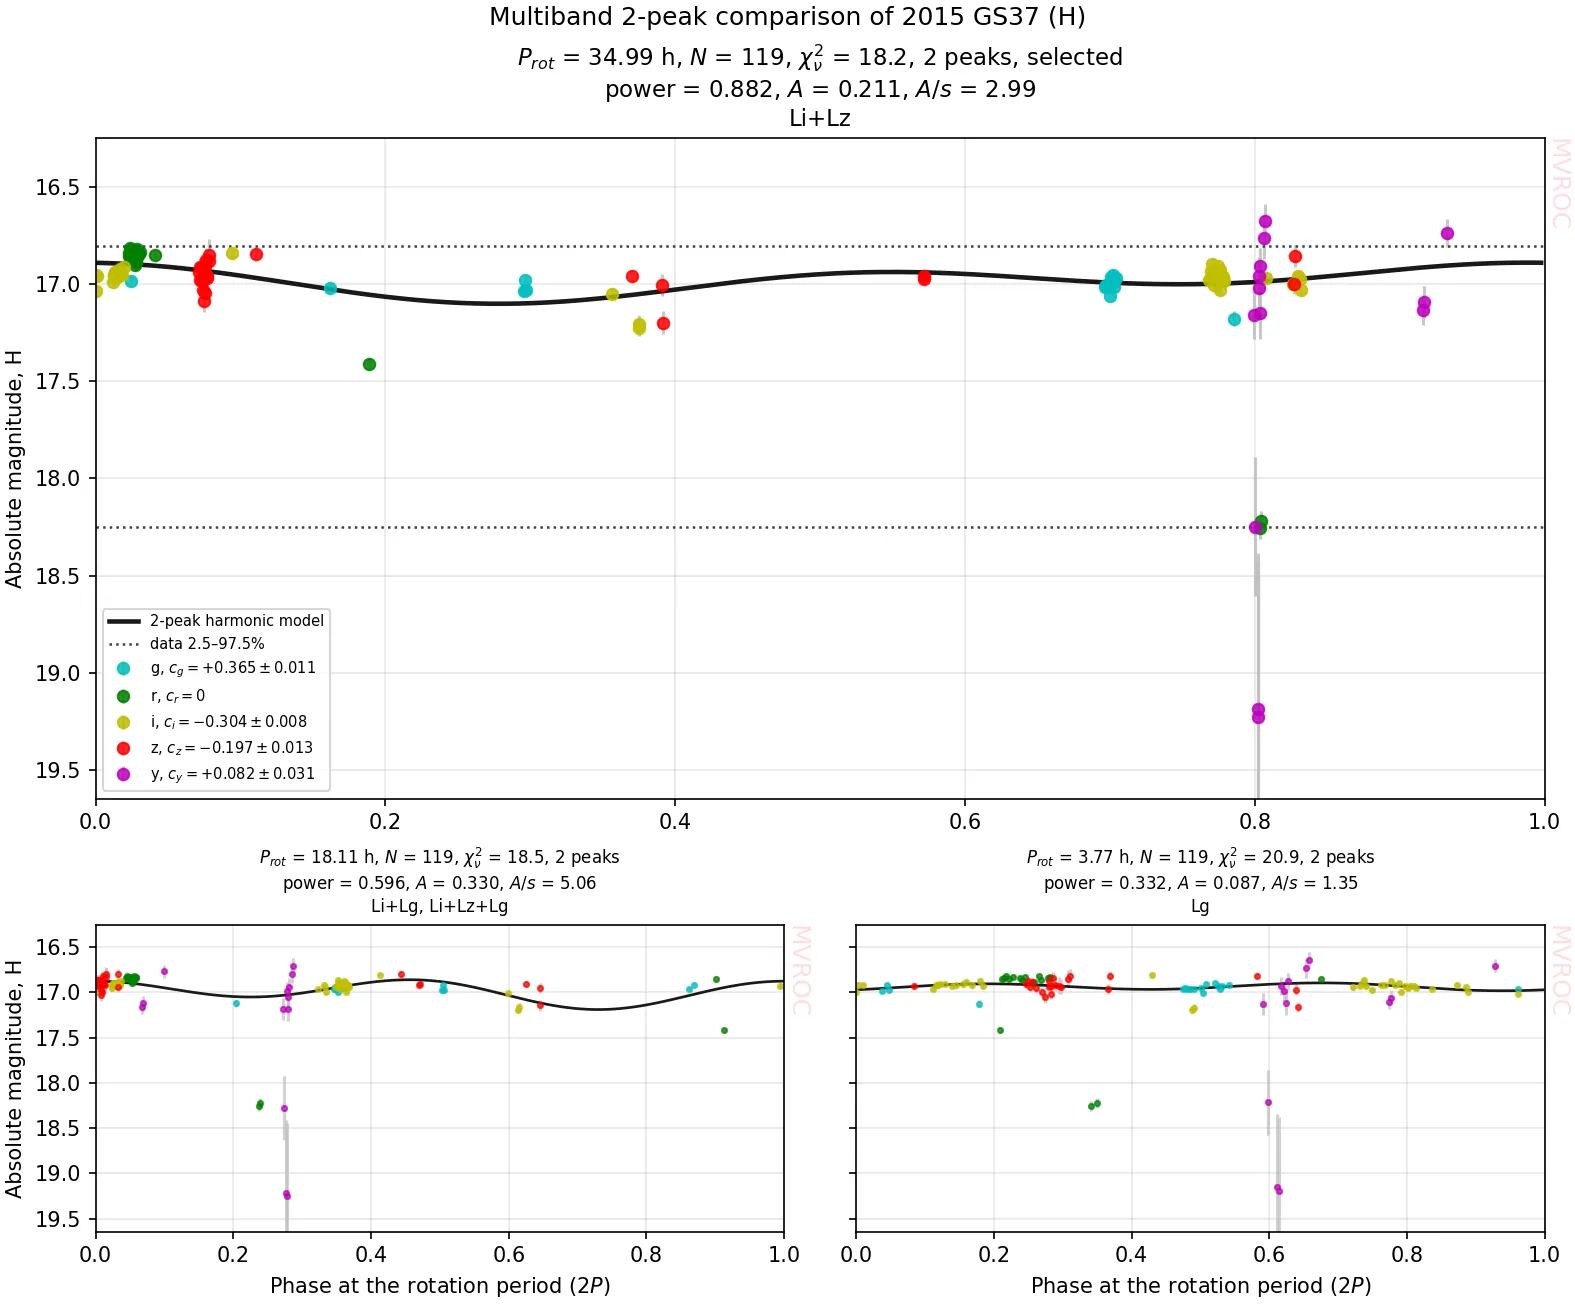 Multiband 2-peak comparison of 2015 GS37 (H)
P_rot = 34.99 h, N = 119, χ²_ν = 18.2, 2 peaks, selected
power = 0.882, A = 0.211, A/s = 2.99
Li+Lz
MVROC
Absolute magnitude, H
16.5
17.0
17.5
18.0
18.5
19.0
19.5
2-peak harmonic model
data 2.5–97.5%
g, c_g = +0.365 ± 0.011
r, c_r = 0
i, c_i = −0.304 ± 0.008
z, c_z = −0.197 ± 0.013
y, c_y = +0.082 ± 0.031
0.0 0.2 0.4 0.6 0.8 1.0
P_rot = 18.11 h, N = 119, χ²_ν = 18.5, 2 peaks
power = 0.596, A = 0.330, A/s = 5.06
Li+Lg, Li+Lz+Lg
MVROC
Absolute magnitude, H
16.5
17.0
17.5
18.0
18.5
19.0
19.5
0.0 0.2 0.4 0.6 0.8 1.0
Phase at the rotation period (2P)
P_rot = 3.77 h, N = 119, χ²_ν = 20.9, 2 peaks
power = 0.332, A = 0.087, A/s = 1.35
Lg
MVROC
0.0 0.2 0.4 0.6 0.8 1.0
Phase at the rotation period (2P)